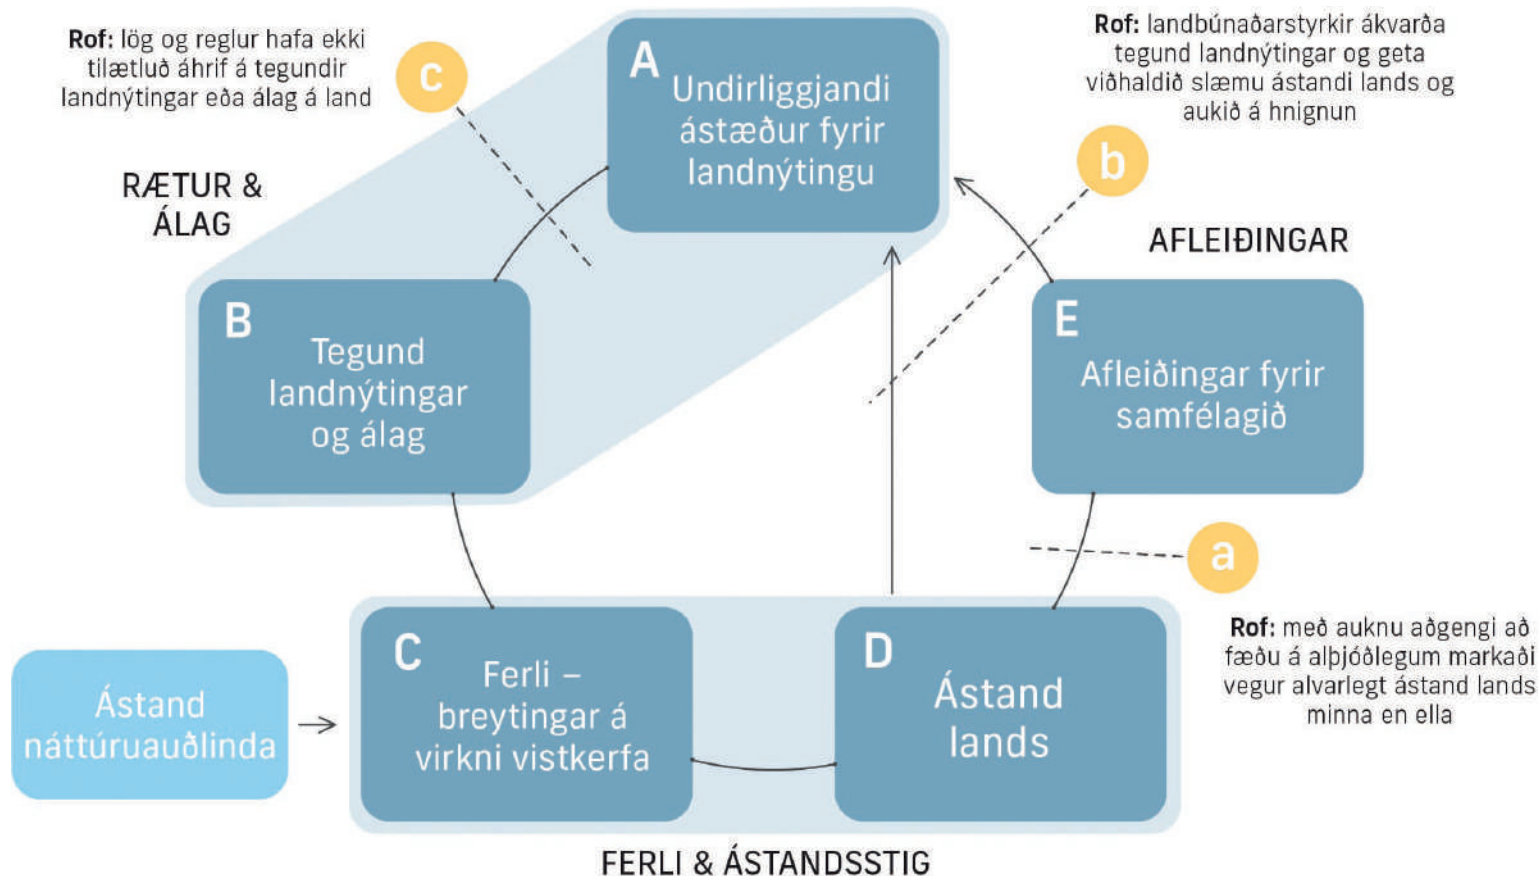 Rof: lög og reglur hafa ekki
tilætluð áhrif á tegundir
landnýtingar eða álag á land
c
A
Undirliggjandi
ástæður fyrir
landnýtingu
Rof: landbúnaðarstyrkir ákvarða
tegund landnýtingar og geta
viðhaldið slæmu ástandi lands og
aukið á hnignun
b
RÆTUR &
ÁLAG
AFLEIÐINGAR
B
Tegund
landnýtingar
og álag
E
Afleiðingar fyrir
samfélagið
a
Rof: með auknu aðgengi að
fæðu á alþjóðlegum markaði
vegur alvarlegt ástand lands
minna en ella
Ástand
náttúruauðlinda
C
Ferli –
breytingar á
virkni vistkerfa
D
Ástand
lands
FERLI & ÁSTANDSSTIG